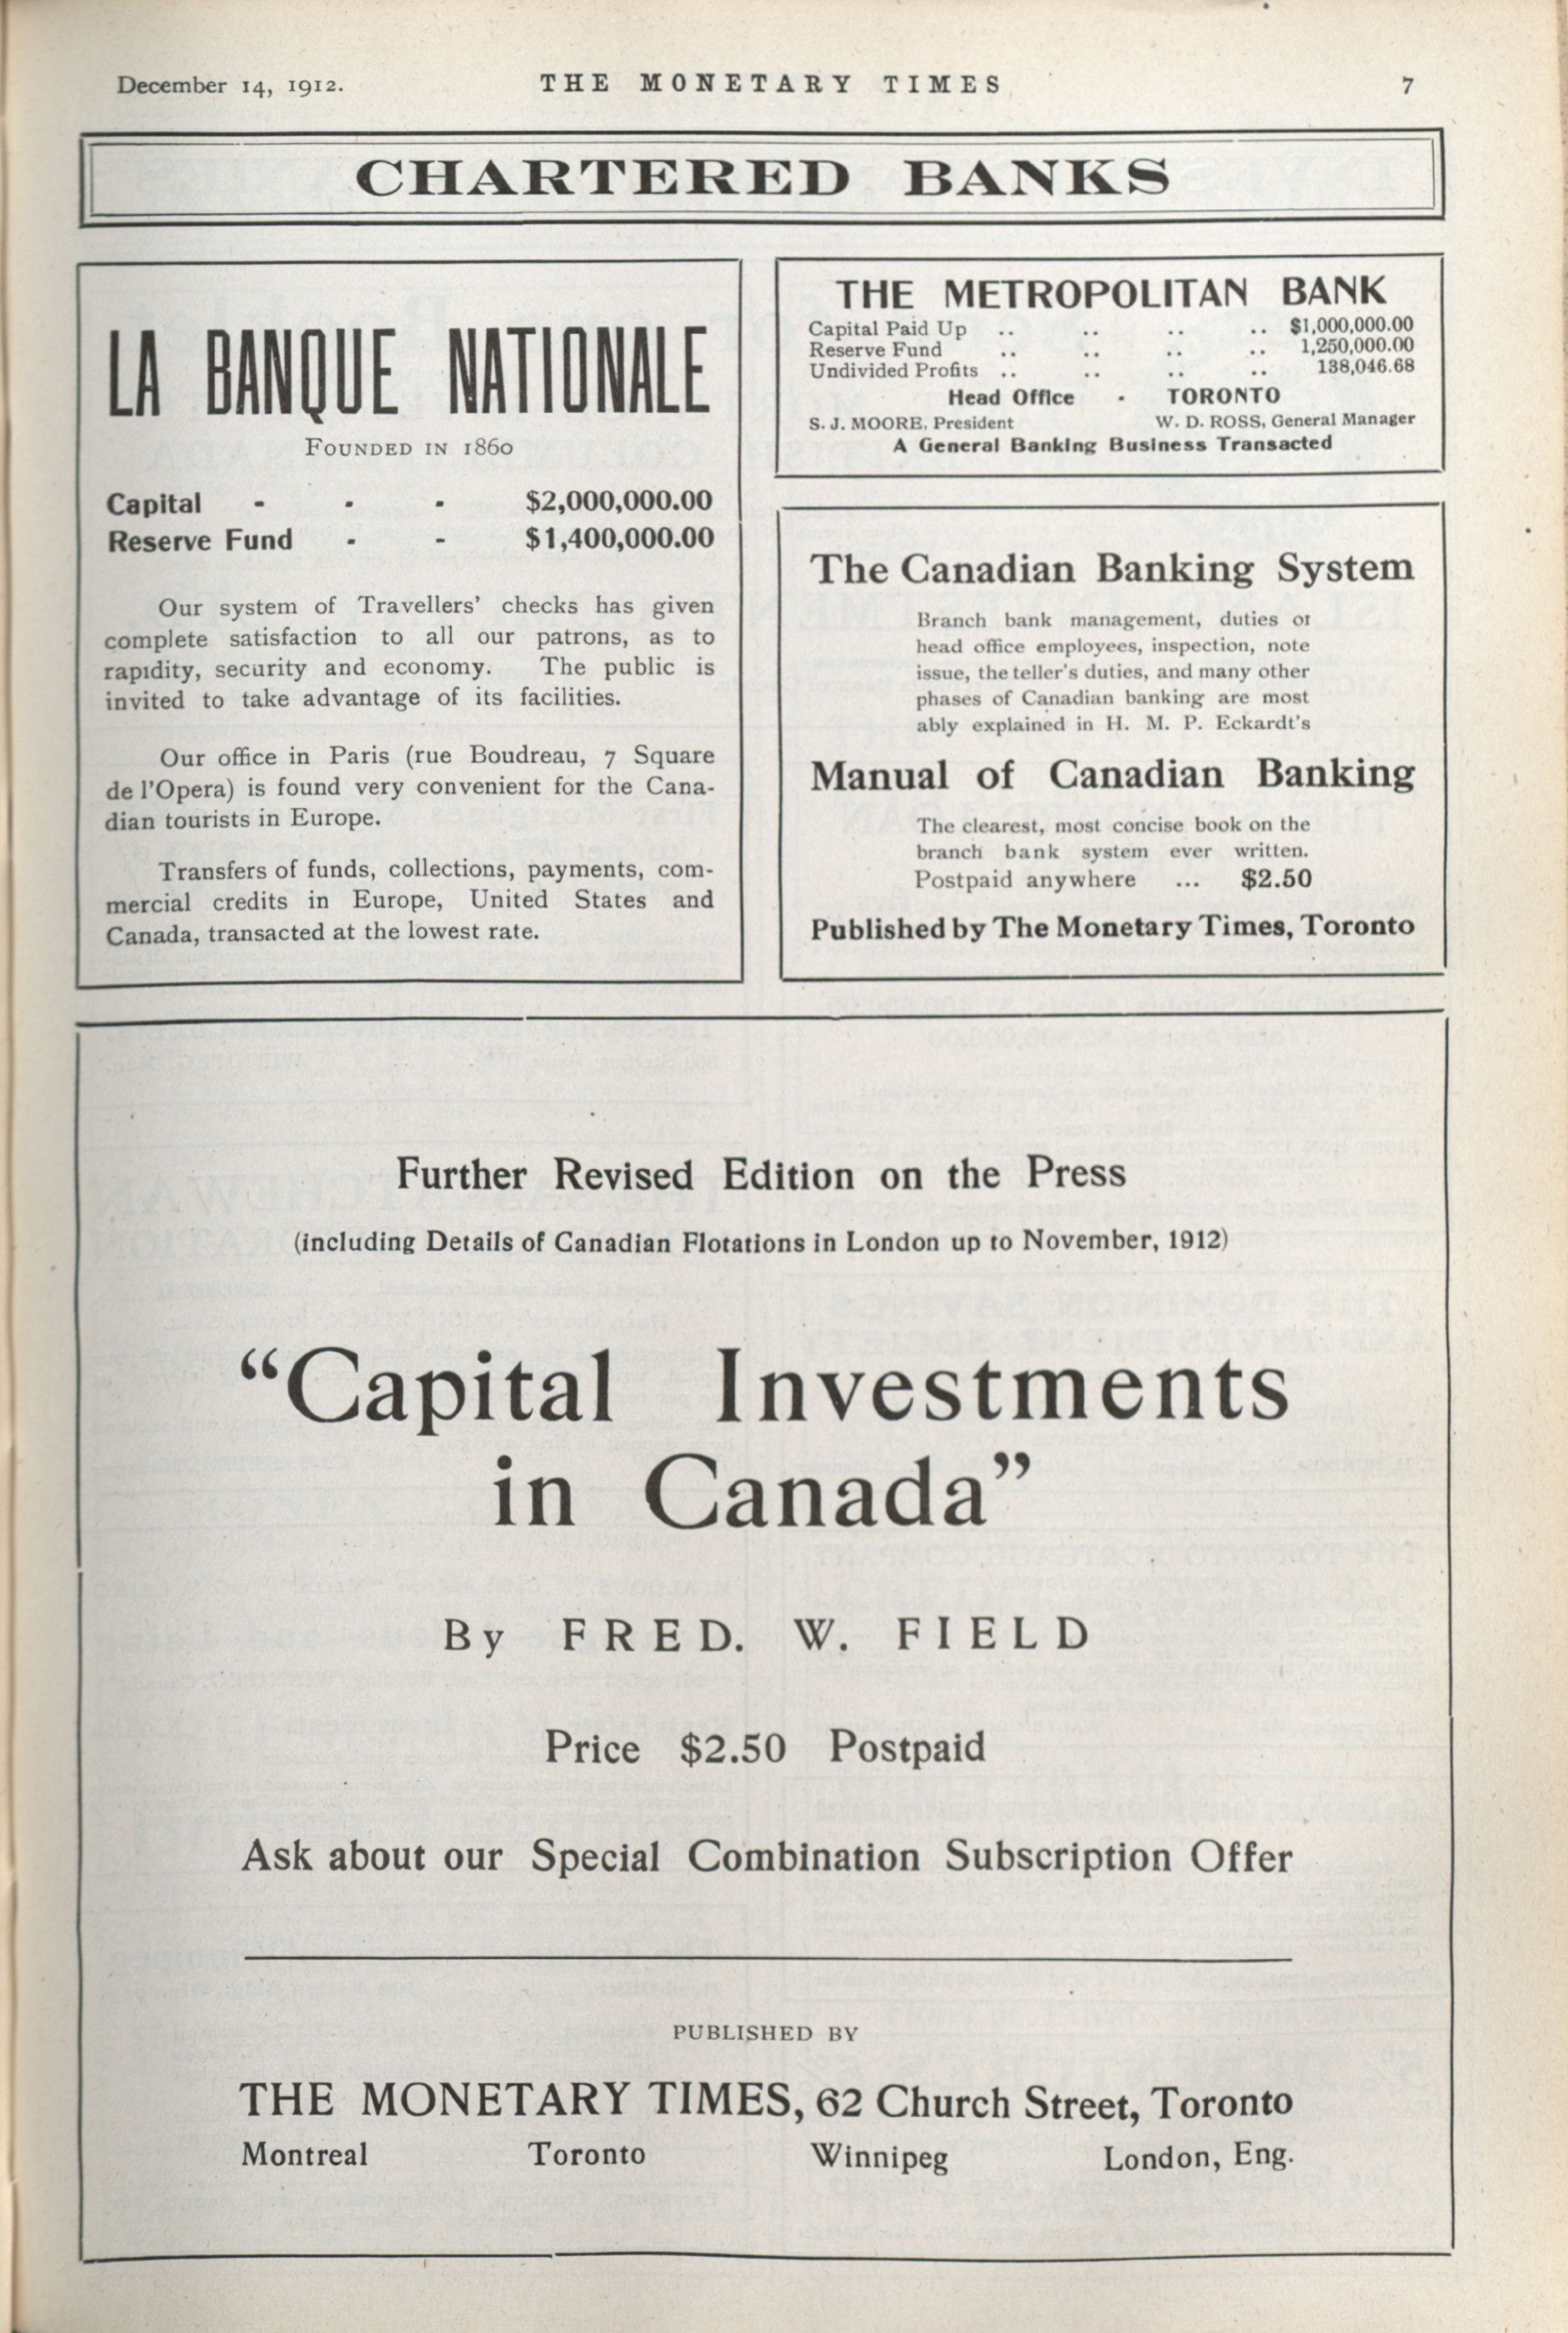 December 14, 1912.
THE MONETARY TIMES
7
CHARTERED BANKS
LA BANQUE NATIONALE
FOUNDED IN 1860
Capital - - - $2,000,000.00
Reserve Fund - - $1,400,000.00
Our system of Travellers' checks has given
complete satisfaction to all our patrons, as to
rapidity, security and economy. The public is
invited to take advantage of its facilities.
Our office in Paris (rue Boudreau, 7 Square
de l'Opera) is found very convenient for the Cana-
dian tourists in Europe.
Transfers of funds, collections, payments, com-
mercial credits in Europe, United States and
Canada, transacted at the lowest rate.
THE METROPOLITAN BANK
Capital Paid Up .. .. .. .. $1,000,000.00
Reserve Fund .. .. .. .. 1,250,000.00
Undivided Profits .. .. .. .. 138,046.68
Head Office - TORONTO
S. J. MOORE, President W. D. ROSS, General Manager
A General Banking Business Transacted
The Canadian Banking System
Branch bank management, duties of
head office employees, inspection, note
issue, the teller's duties, and many other
phases of Canadian banking are most
ably explained in H. M. P. Eckardt's
Manual of Canadian Banking
The clearest, most concise book on the
branch bank system ever written.
Postpaid anywhere ... $2.50
Published by The Monetary Times, Toronto
Further Revised Edition on the Press
(including Details of Canadian Flotations in London up to November, 1912)
“Capital Investments
in Canada”
By FRED. W. FIELD
Price $2.50 Postpaid
Ask about our Special Combination Subscription Offer
PUBLISHED BY
THE MONETARY TIMES, 62 Church Street, Toronto
Montreal Toronto Winnipeg London, Eng.